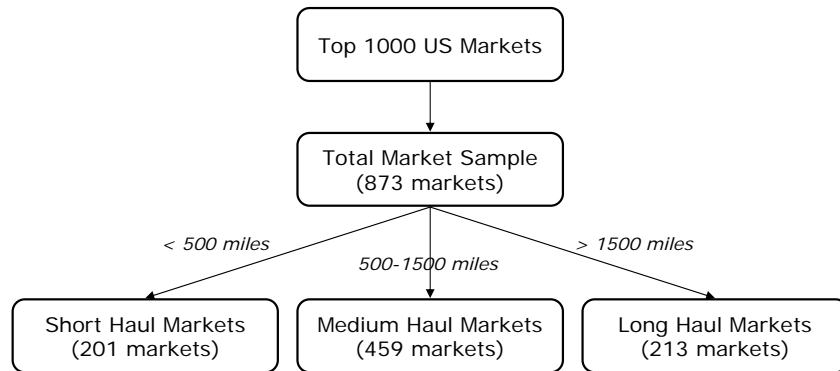 Top 1000 US Markets
Total Market Sample
(873 markets)
< 500 miles
500-1500 miles
> 1500 miles
Short Haul Markets
(201 markets)
Medium Haul Markets
(459 markets)
Long Haul Markets
(213 markets)